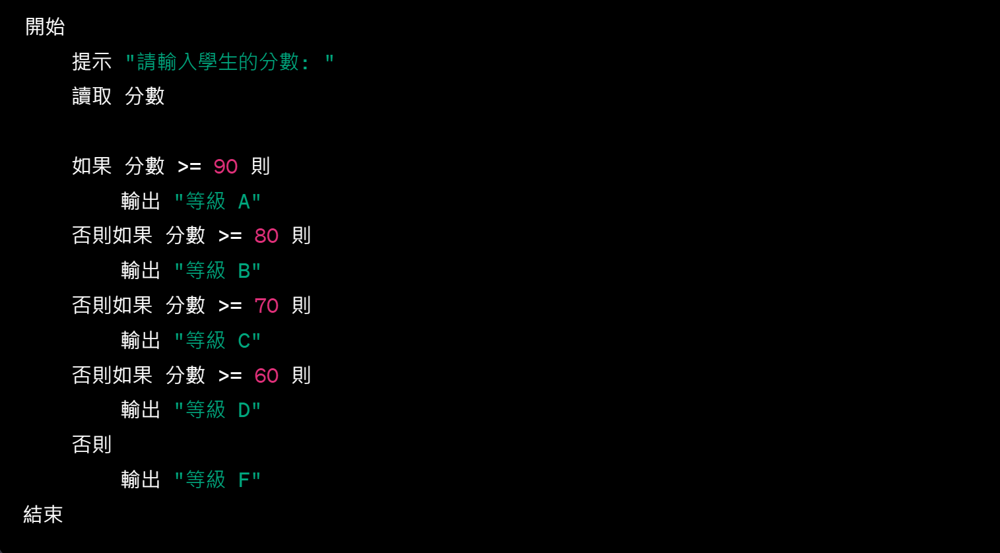 開始
提示 "請輸入學生的分數: "
讀取 分數
如果 分數 >= 90 則
輸出 "等級 A"
否則如果 分數 >= 80 則
輸出 "等級 B"
否則如果 分數 >= 70 則
輸出 "等級 C"
否則如果 分數 >= 60 則
輸出 "等級 D"
否則
輸出 "等級 F"
結束